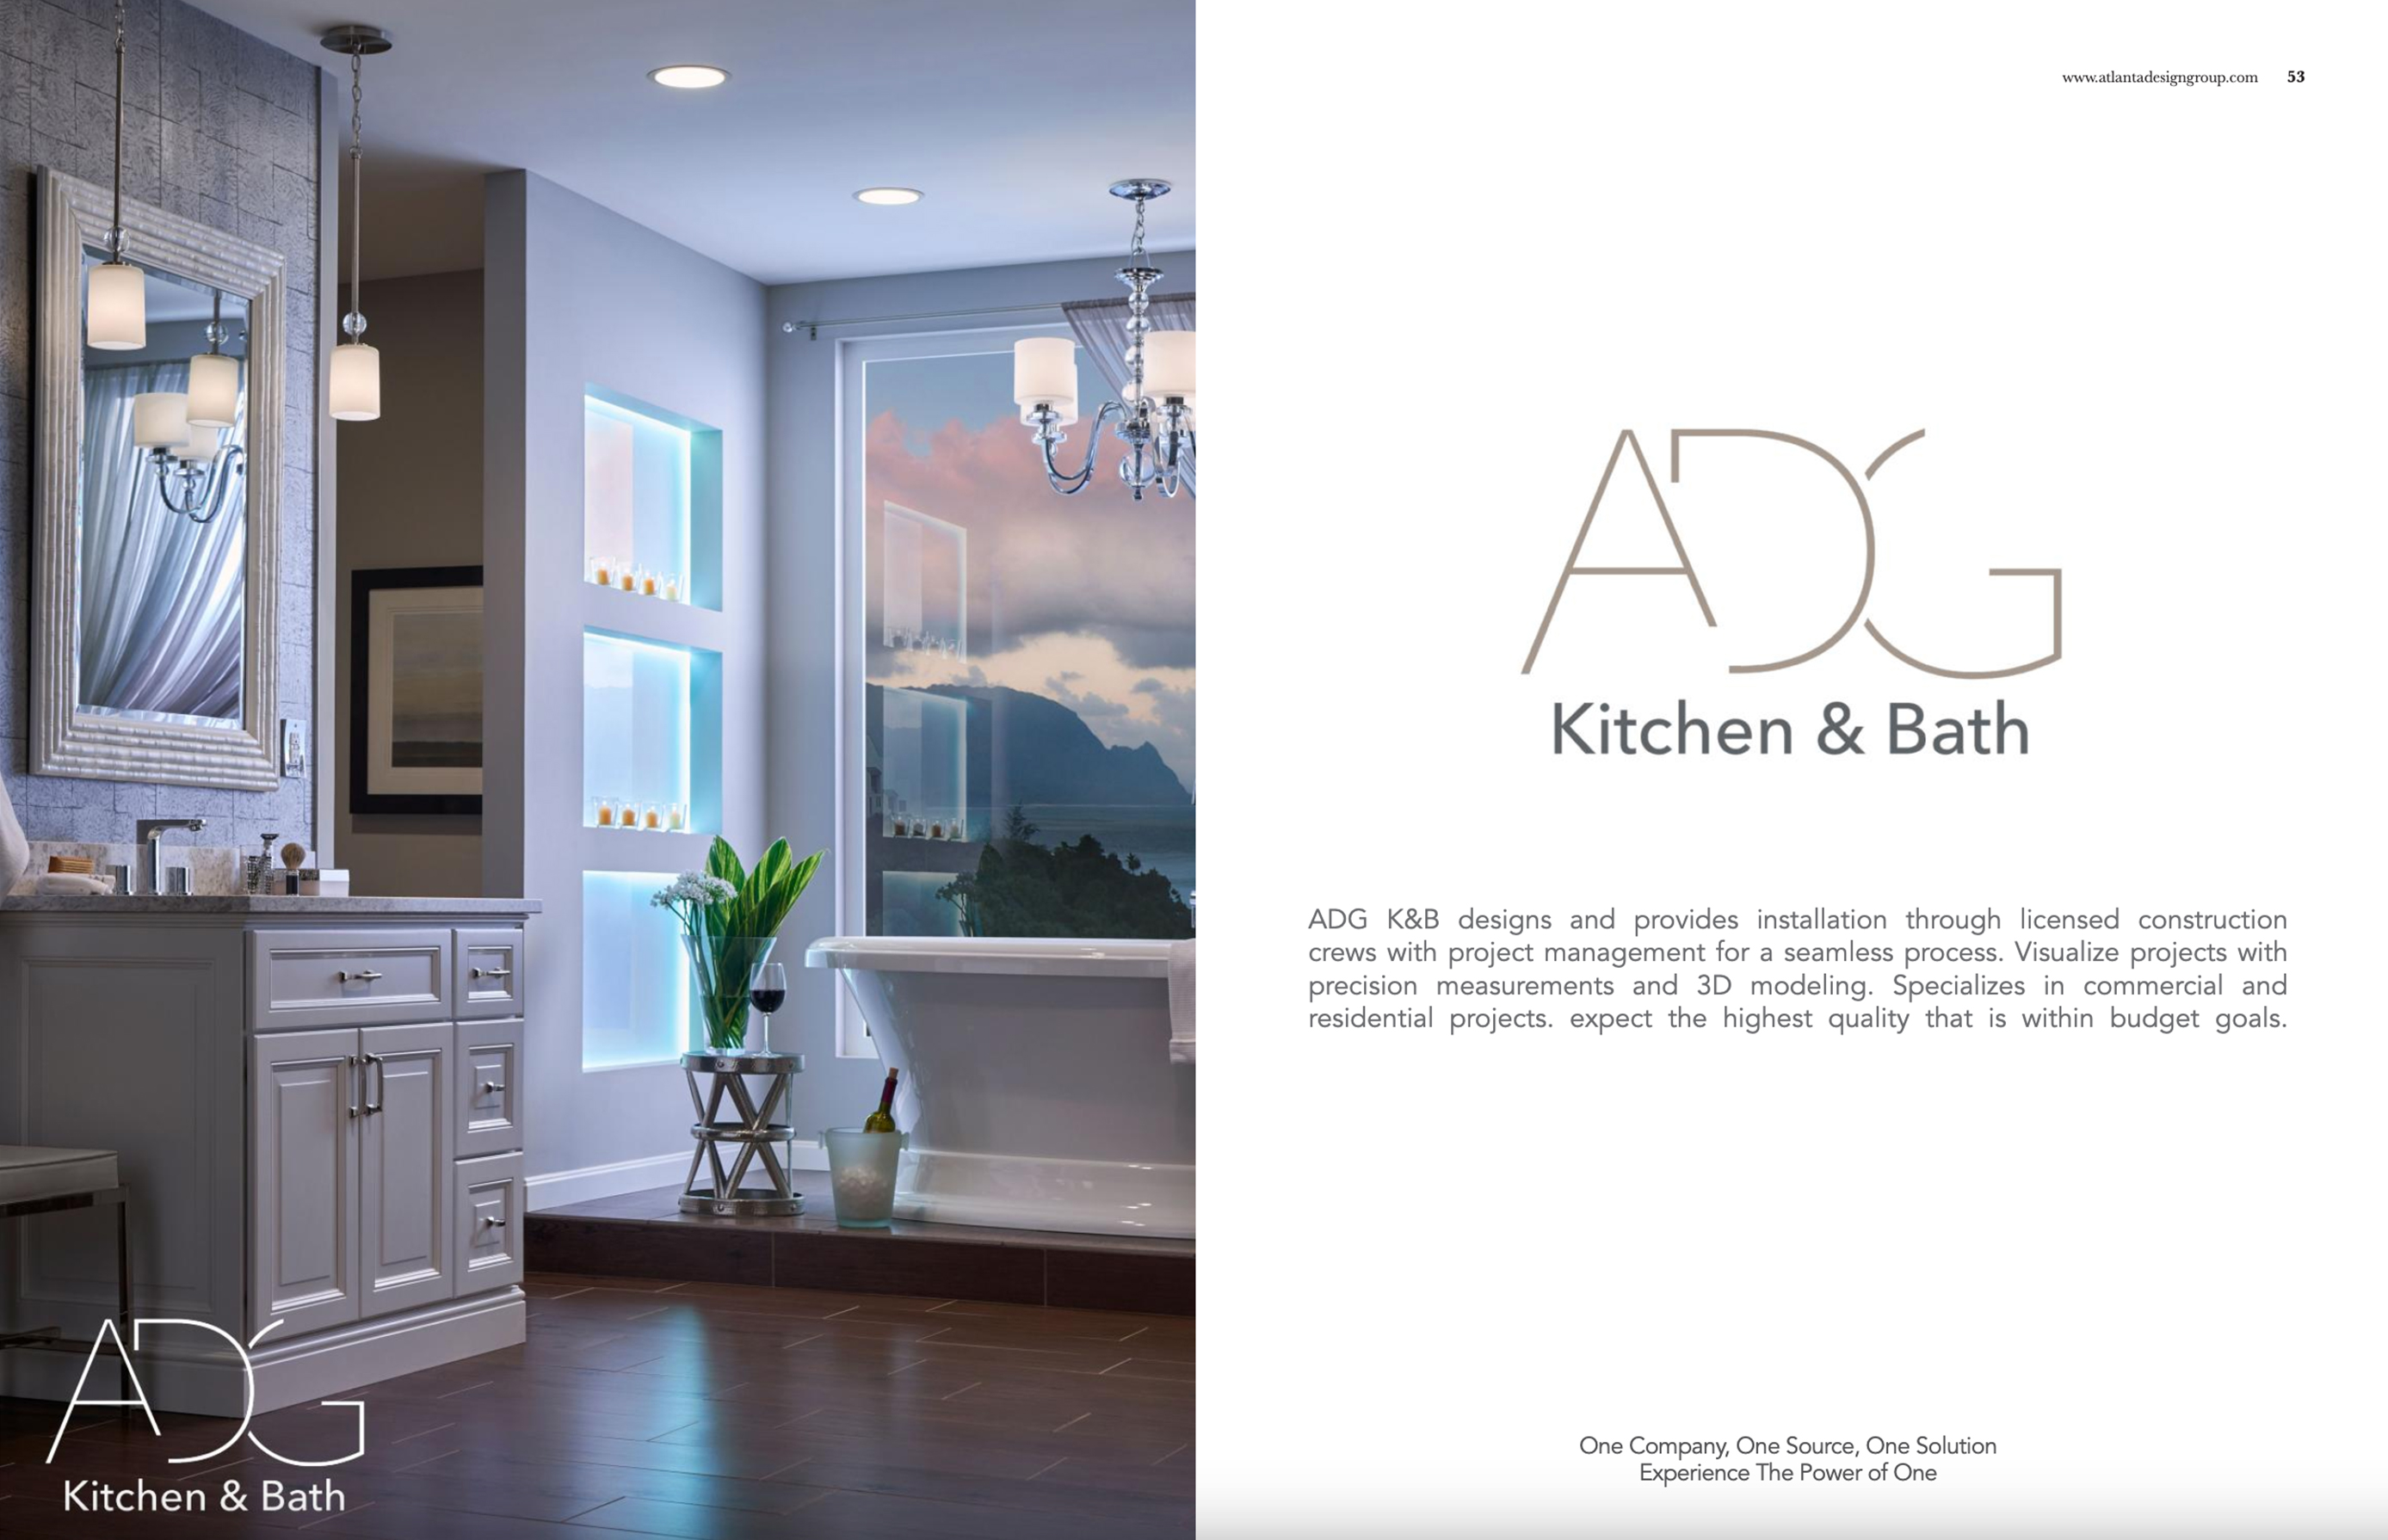 ADG
Kitchen & Bath
www.atlantadesigngroup.com 53
ADG
Kitchen & Bath
ADG K&B designs and provides installation through licensed construction
crews with project management for a seamless process. Visualize projects with
precision measurements and 3D modeling. Specializes in commercial and
residential projects. expect the highest quality that is within budget goals.
One Company, One Source, One Solution
Experience The Power of One